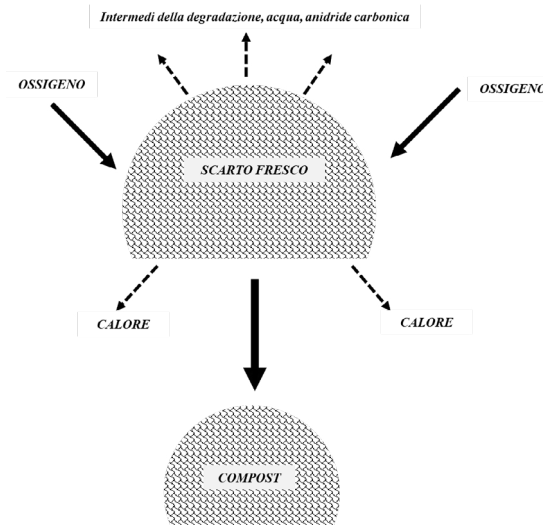 Intermedi della degradazione, acqua, anidride carbonica
OSSIGENO
OSSIGENO
SCARTO FRESCO
CALORE
CALORE
COMPOST